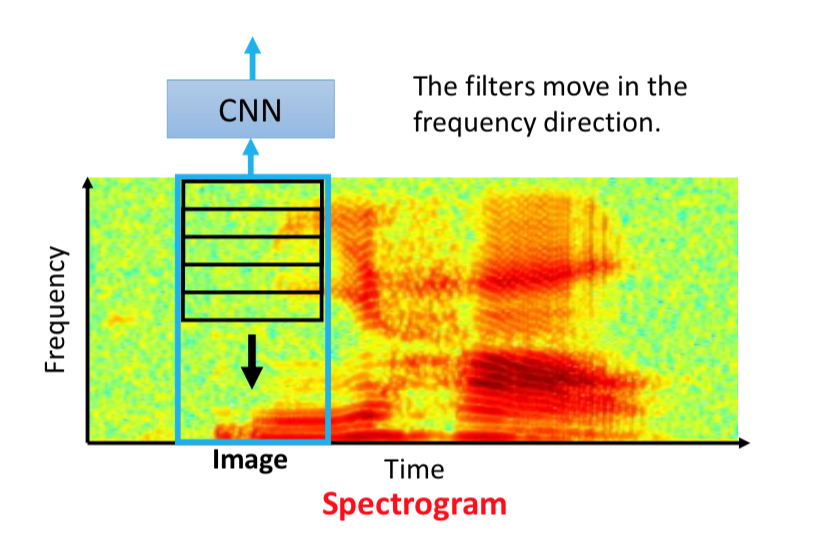 CNN
The filters move in the
frequency direction.
Frequency
Image
Time
Spectrogram